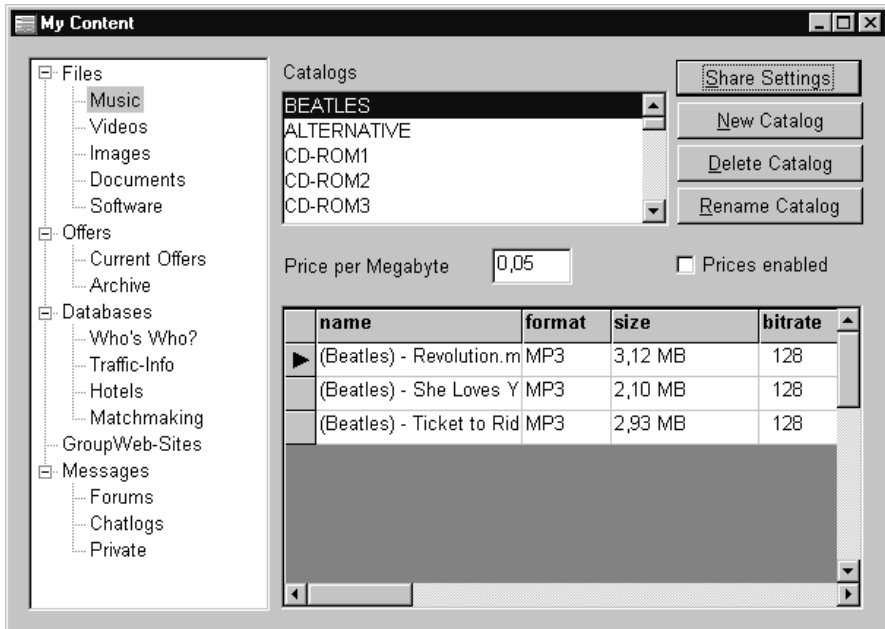 My Content
Files
Music
Videos
Images
Documents
Software
Offers
Current Offers
Archive
Databases
Who's Who?
Traffic-Info
Hotels
Matchmaking
GroupWeb-Sites
Messages
Forums
Chatlogs
Private
Catalogs
BEATLES
ALTERNATIVE
CD-ROM1
CD-ROM2
CD-ROM3
Share Settings
New Catalog
Delete Catalog
Rename Catalog
Price per Megabyte 0,05 Prices enabled
name format size bitrate
(Beatles) - Revolution.m MP3 3,12 MB 128
(Beatles) - She Loves Y MP3 2,10 MB 128
(Beatles) - Ticket to Rid MP3 2,93 MB 128